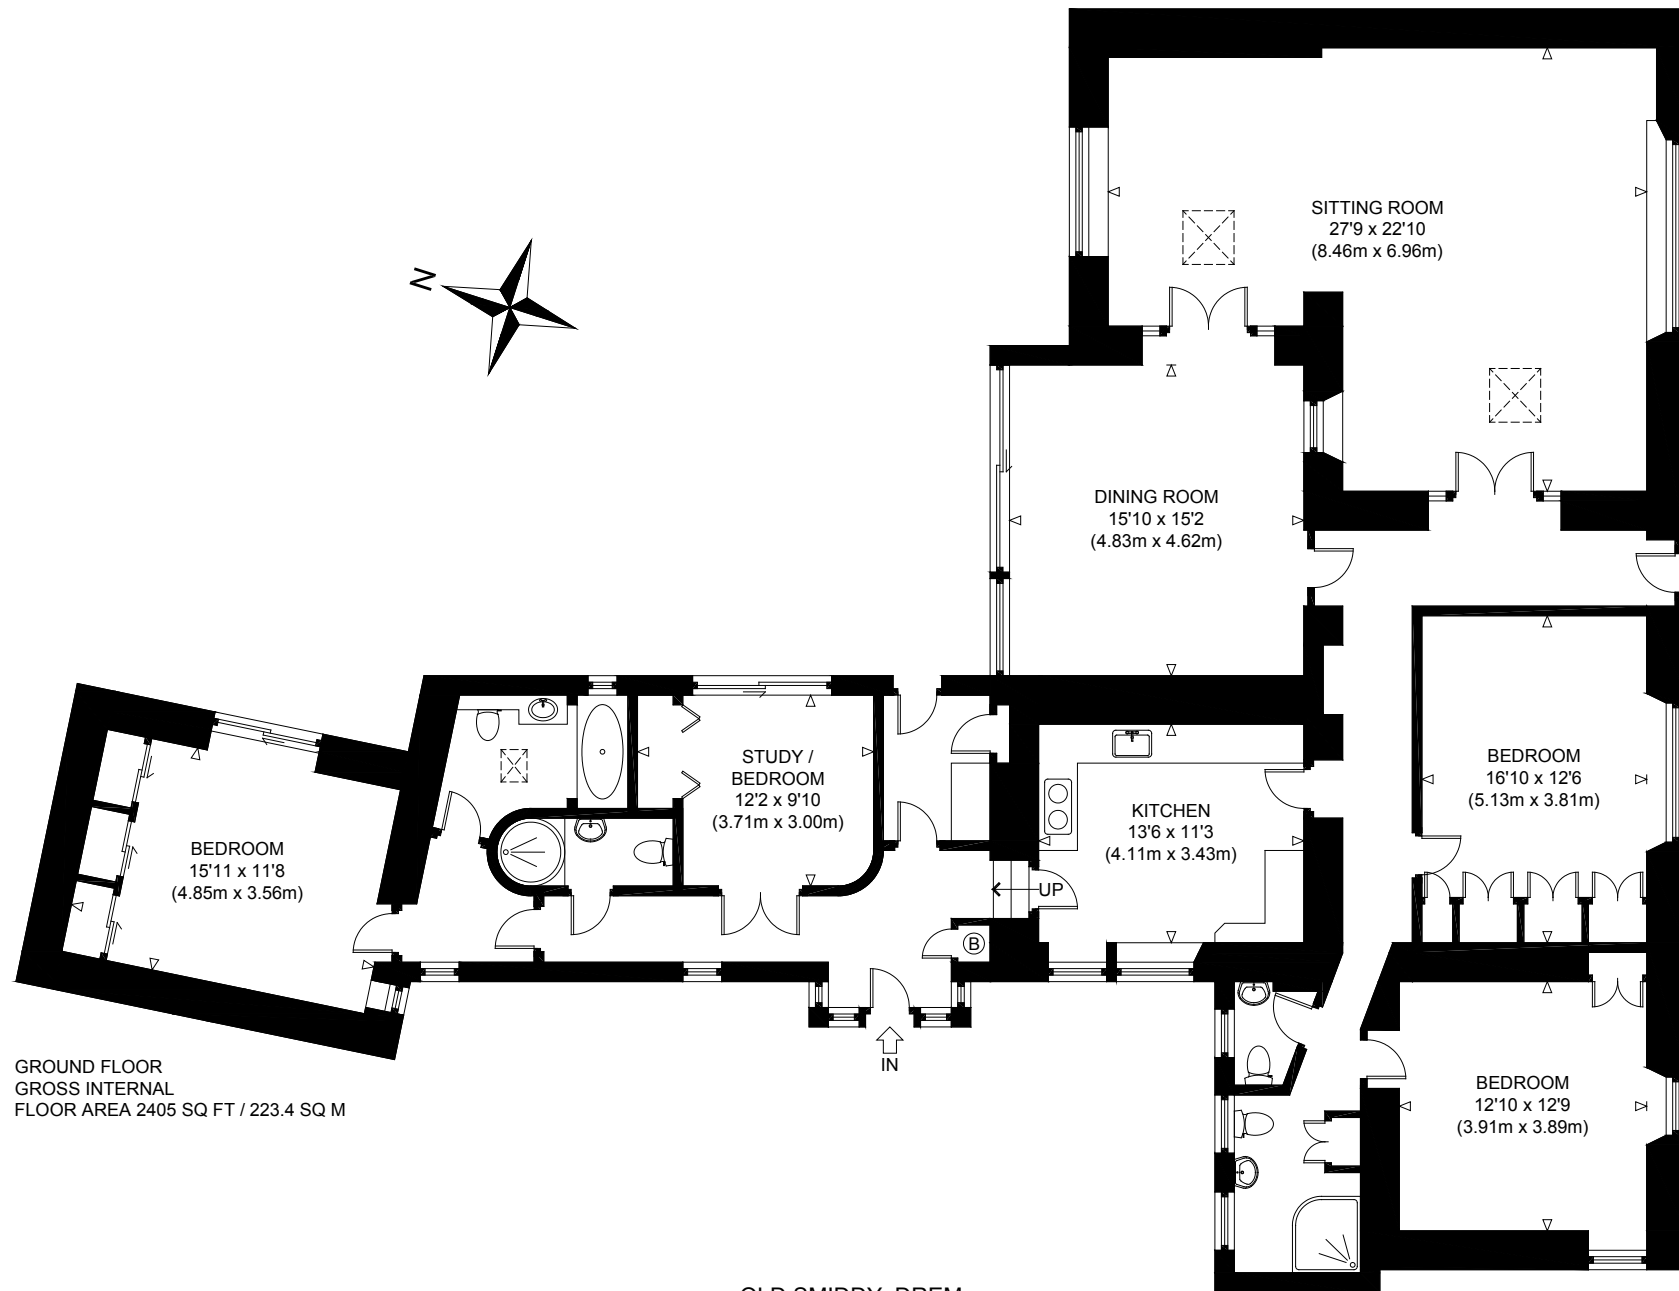 SITTING ROOM
27'9 x 22'10
(8.46m x 6.96m)
N
DINING ROOM
15'10 x 15'2
(4.83m x 4.62m)
STUDY /
BEDROOM
12'2 x 9'10
(3.71m x 3.00m)
BEDROOM
16'10 x 12'6
(5.13m x 3.81m)
KITCHEN
13'6 x 11'3
(4.11m x 3.43m)
BEDROOM
15'11 x 11'8
(4.85m x 3.56m)
UP
B
IN
GROUND FLOOR
GROSS INTERNAL
FLOOR AREA 2405 SQ FT / 223.4 SQ M
BEDROOM
12'10 x 12'9
(3.91m x 3.89m)